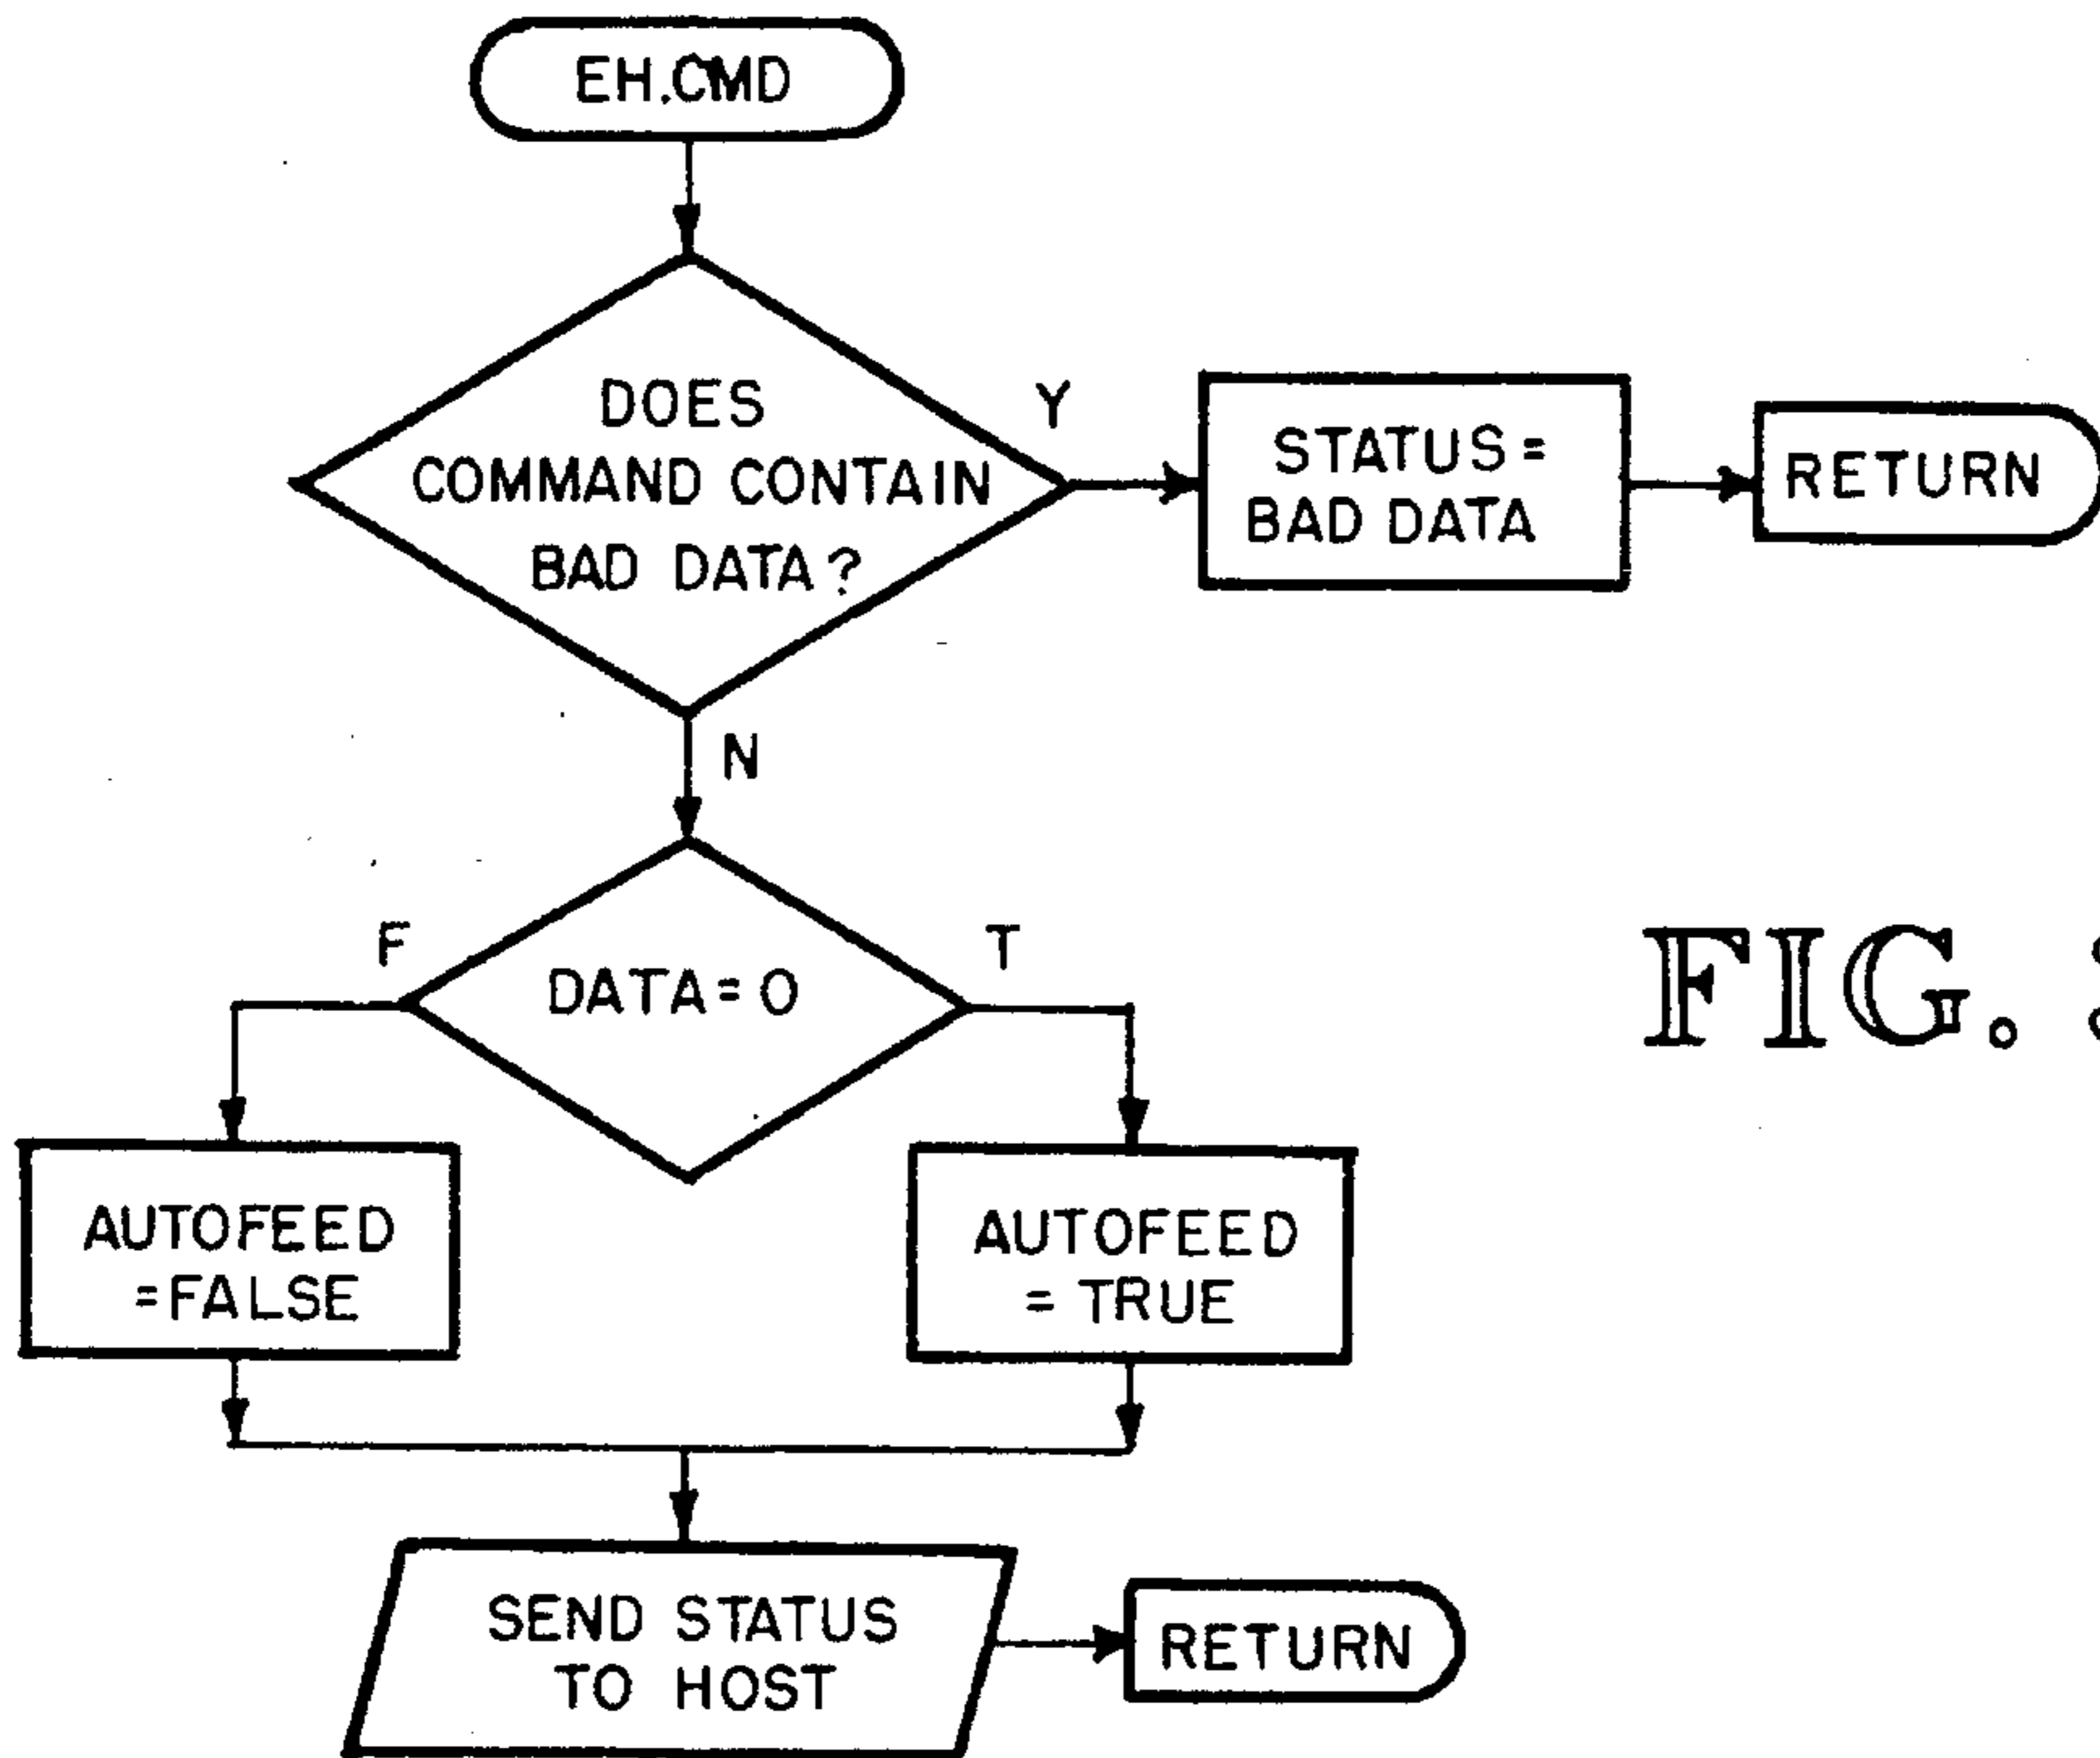 EH.CMD
DOES
COMMAND CONTAIN
BAD DATA?
Y
STATUS=
BAD DATA
RETURN
N
F
DATA=0
T
FIG.
AUTOFEED
=FALSE
AUTOFEED
= TRUE
SEND STATUS
TO HOST
RETURN